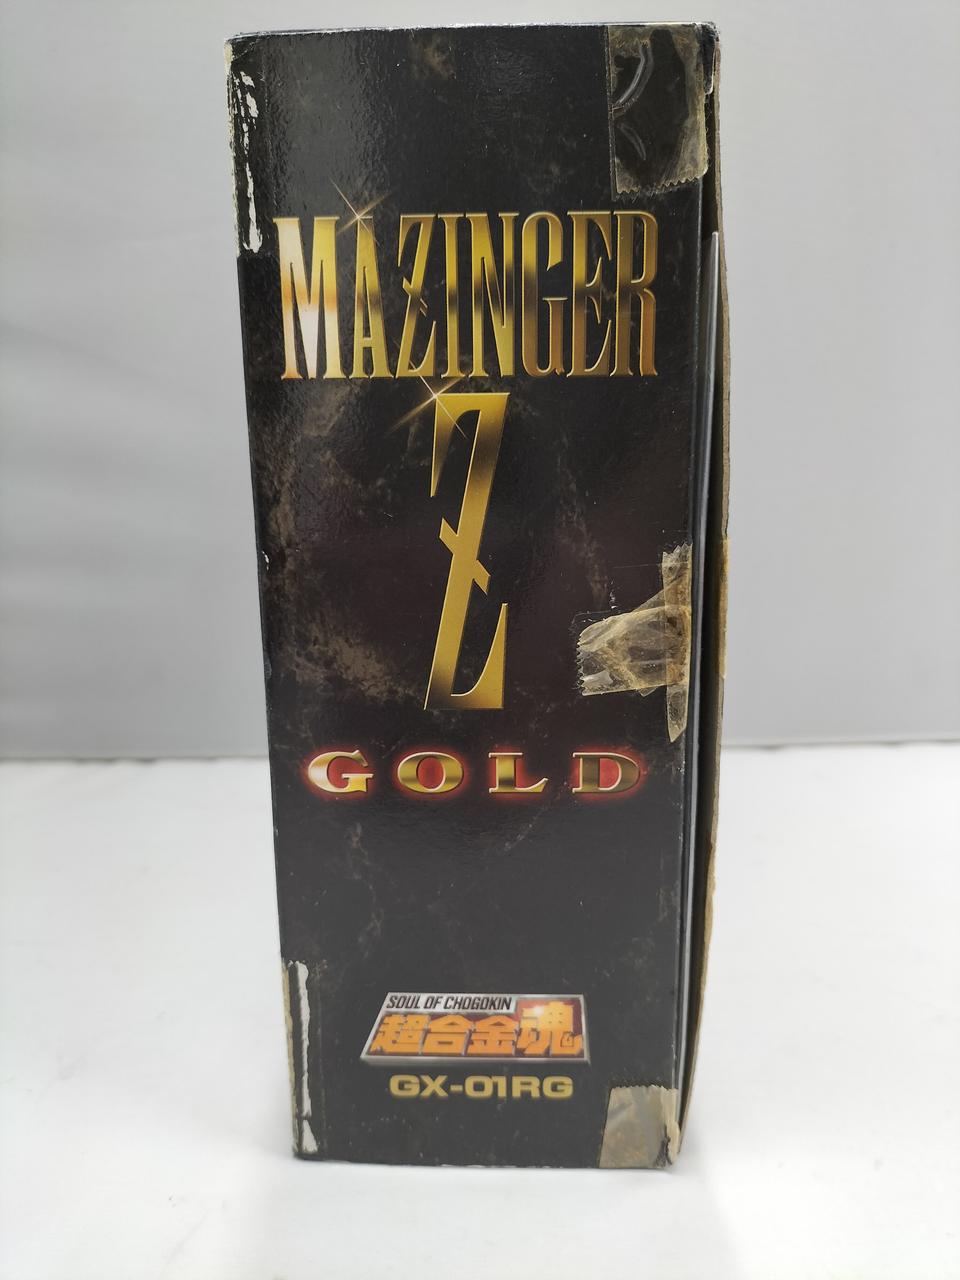 MAZINGER
Z
GOLD
SOUL OF CHOGOKIN
超合金魂
GX-01RG